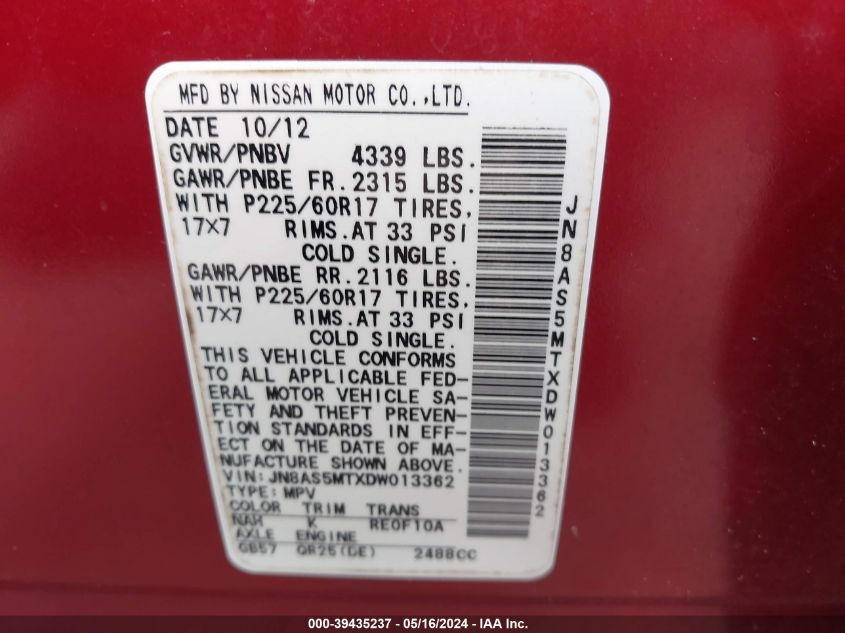 MFD BY NISSAN MOTOR CO.,LTD.
DATE 10/12
GVWR/PNBV 4339 LBS.
GAWR/PNBE FR.2315 LBS.
WITH P225/60R17 TIRES,
17X7 RIMS.AT 33 PSI
COLD SINGLE.
GAWR/PNBE RR.2116 LBS.
WITH P225/60R17 TIRES,
17X7 RIMS.AT 33 PSI
COLD SINGLE.
THIS VEHICLE CONFORMS
TO ALL APPLICABLE FED-
ERAL MOTOR VEHICLE SA-
FETY AND THEFT PREVEN-
TION STANDARDS IN EFF-
ECT ON THE DATE OF MA-
NUFACTURE SHOWN ABOVE.
VIN:JN8AS5MTXDW013362
TYPE:MPV
COLOR TRIM TRANS
NAH K RE0F10A
AXLE ENGINE
GB57 QR25(DE) 2488CC
JN8AS5MTXDW013362
000-39435237 - 05/16/2024 - IAA Inc.